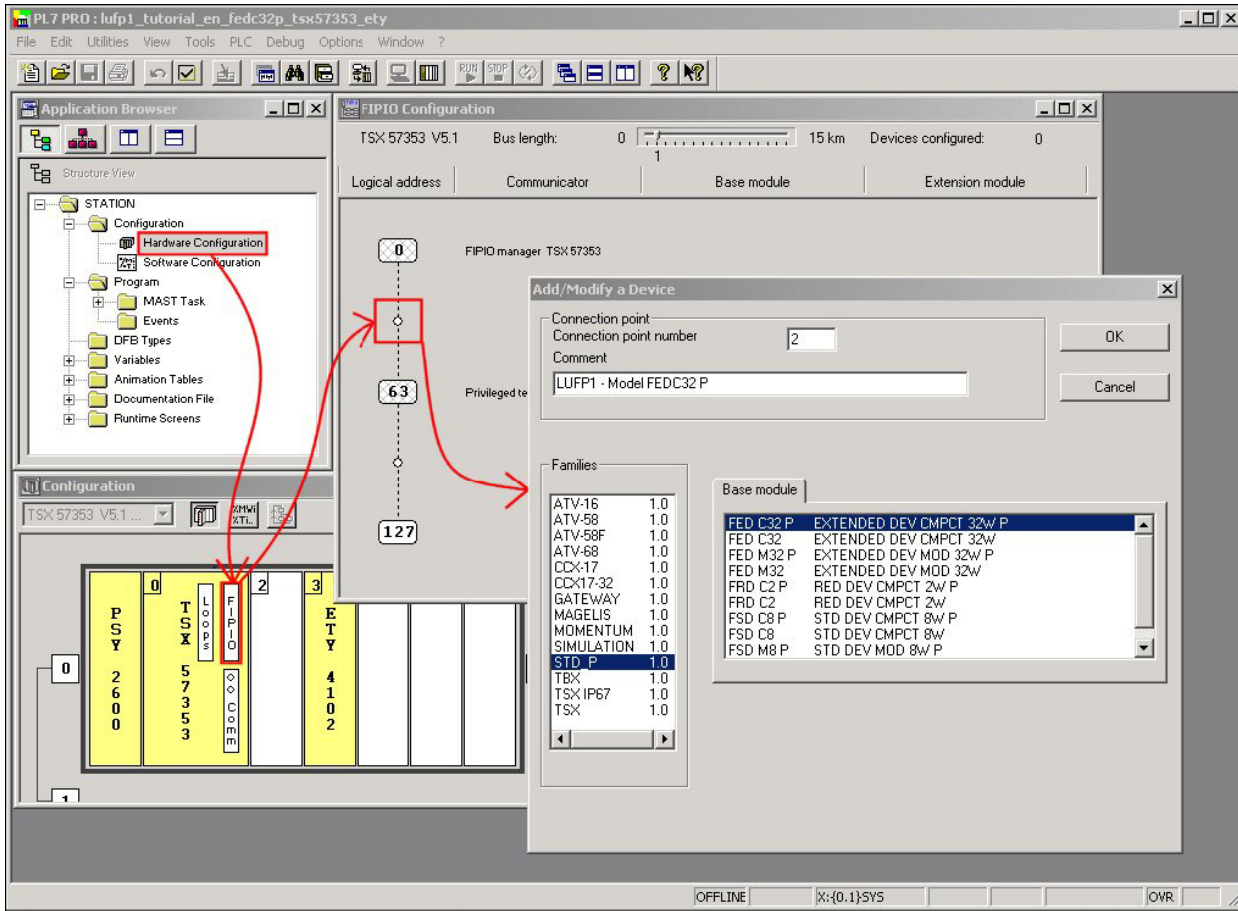 PL7 PRO : lufp1_tutorial_en_fedc32p_tsx57353_ety
File Edit Utilities View Tools PLC Debug Options Window ?
RUN STOP
Application Browser
Structure View
STATION
Configuration
Hardware Configuration
Software Configuration
Program
MAST Task
Events
DFB Types
Variables
Animation Tables
Documentation File
Runtime Screens
FIPIO Configuration
TSX 57353 V5.1 Bus length: 0 15 km Devices configured: 0
1
Logical address Communicator Base module Extension module
0 FIPIO manager TSX 57353
63 Privileged te
127
Configuration
TSX 57353 V5.1 ...
%MWi
%Ti..
0 2 3
PSY 2600
TSX 57353
Loops
FIPIO
Comm
ETY 4102
0
1
Add/Modify a Device
Connection point
Connection point number 2
Comment
LUFP1 - Model FEDC32 P
OK
Cancel
Families
ATV-16 1.0
ATV-58 1.0
ATV-58F 1.0
ATV-68 1.0
CCX-17 1.0
CCX17-32 1.0
GATEWAY 1.0
MAGELIS 1.0
MOMENTUM 1.0
SIMULATION 1.0
STD_P 1.0
TBX 1.0
TSX IP67 1.0
TSX 1.0
Base module
FED C32 P EXTENDED DEV CMPCT 32W P
FED C32 EXTENDED DEV CMPCT 32W
FED M32 P EXTENDED DEV MOD 32W P
FED M32 EXTENDED DEV MOD 32W
FRD C2 P RED DEV CMPCT 2W P
FRD C2 RED DEV CMPCT 2W
FSD C8 P STD DEV CMPCT 8W P
FSD C8 STD DEV CMPCT 8W
FSD M8 P STD DEV MOD 8W P
OFFLINE X:{0.1}SYS OVR